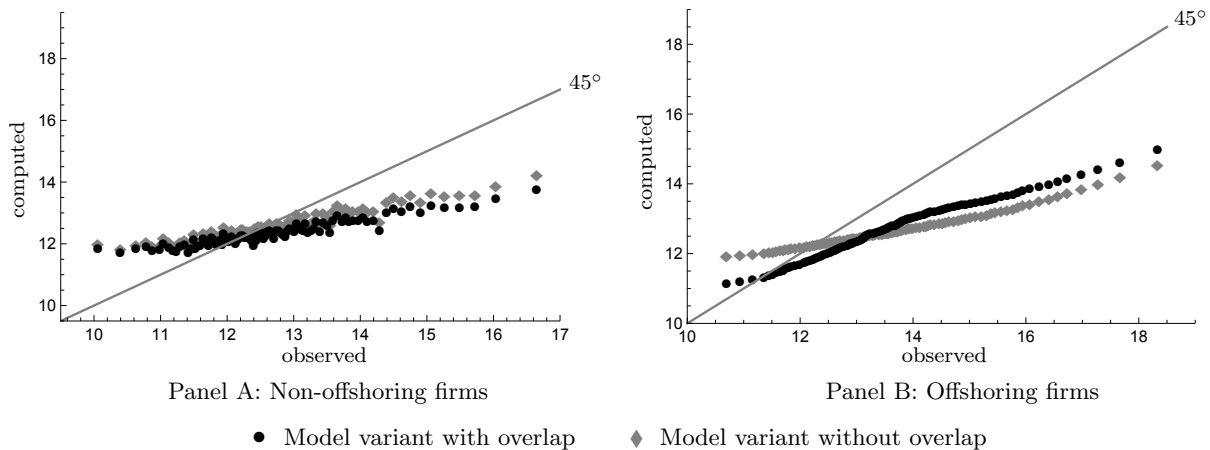 computed
18
16
14
12
10
45°
10 11 12 13 14 15 16 17
observed
Panel A: Non-offshoring firms
computed
18
16
14
12
10
45°
10 12 14 16 18
observed
Panel B: Offshoring firms
Model variant with overlap
Model variant without overlap